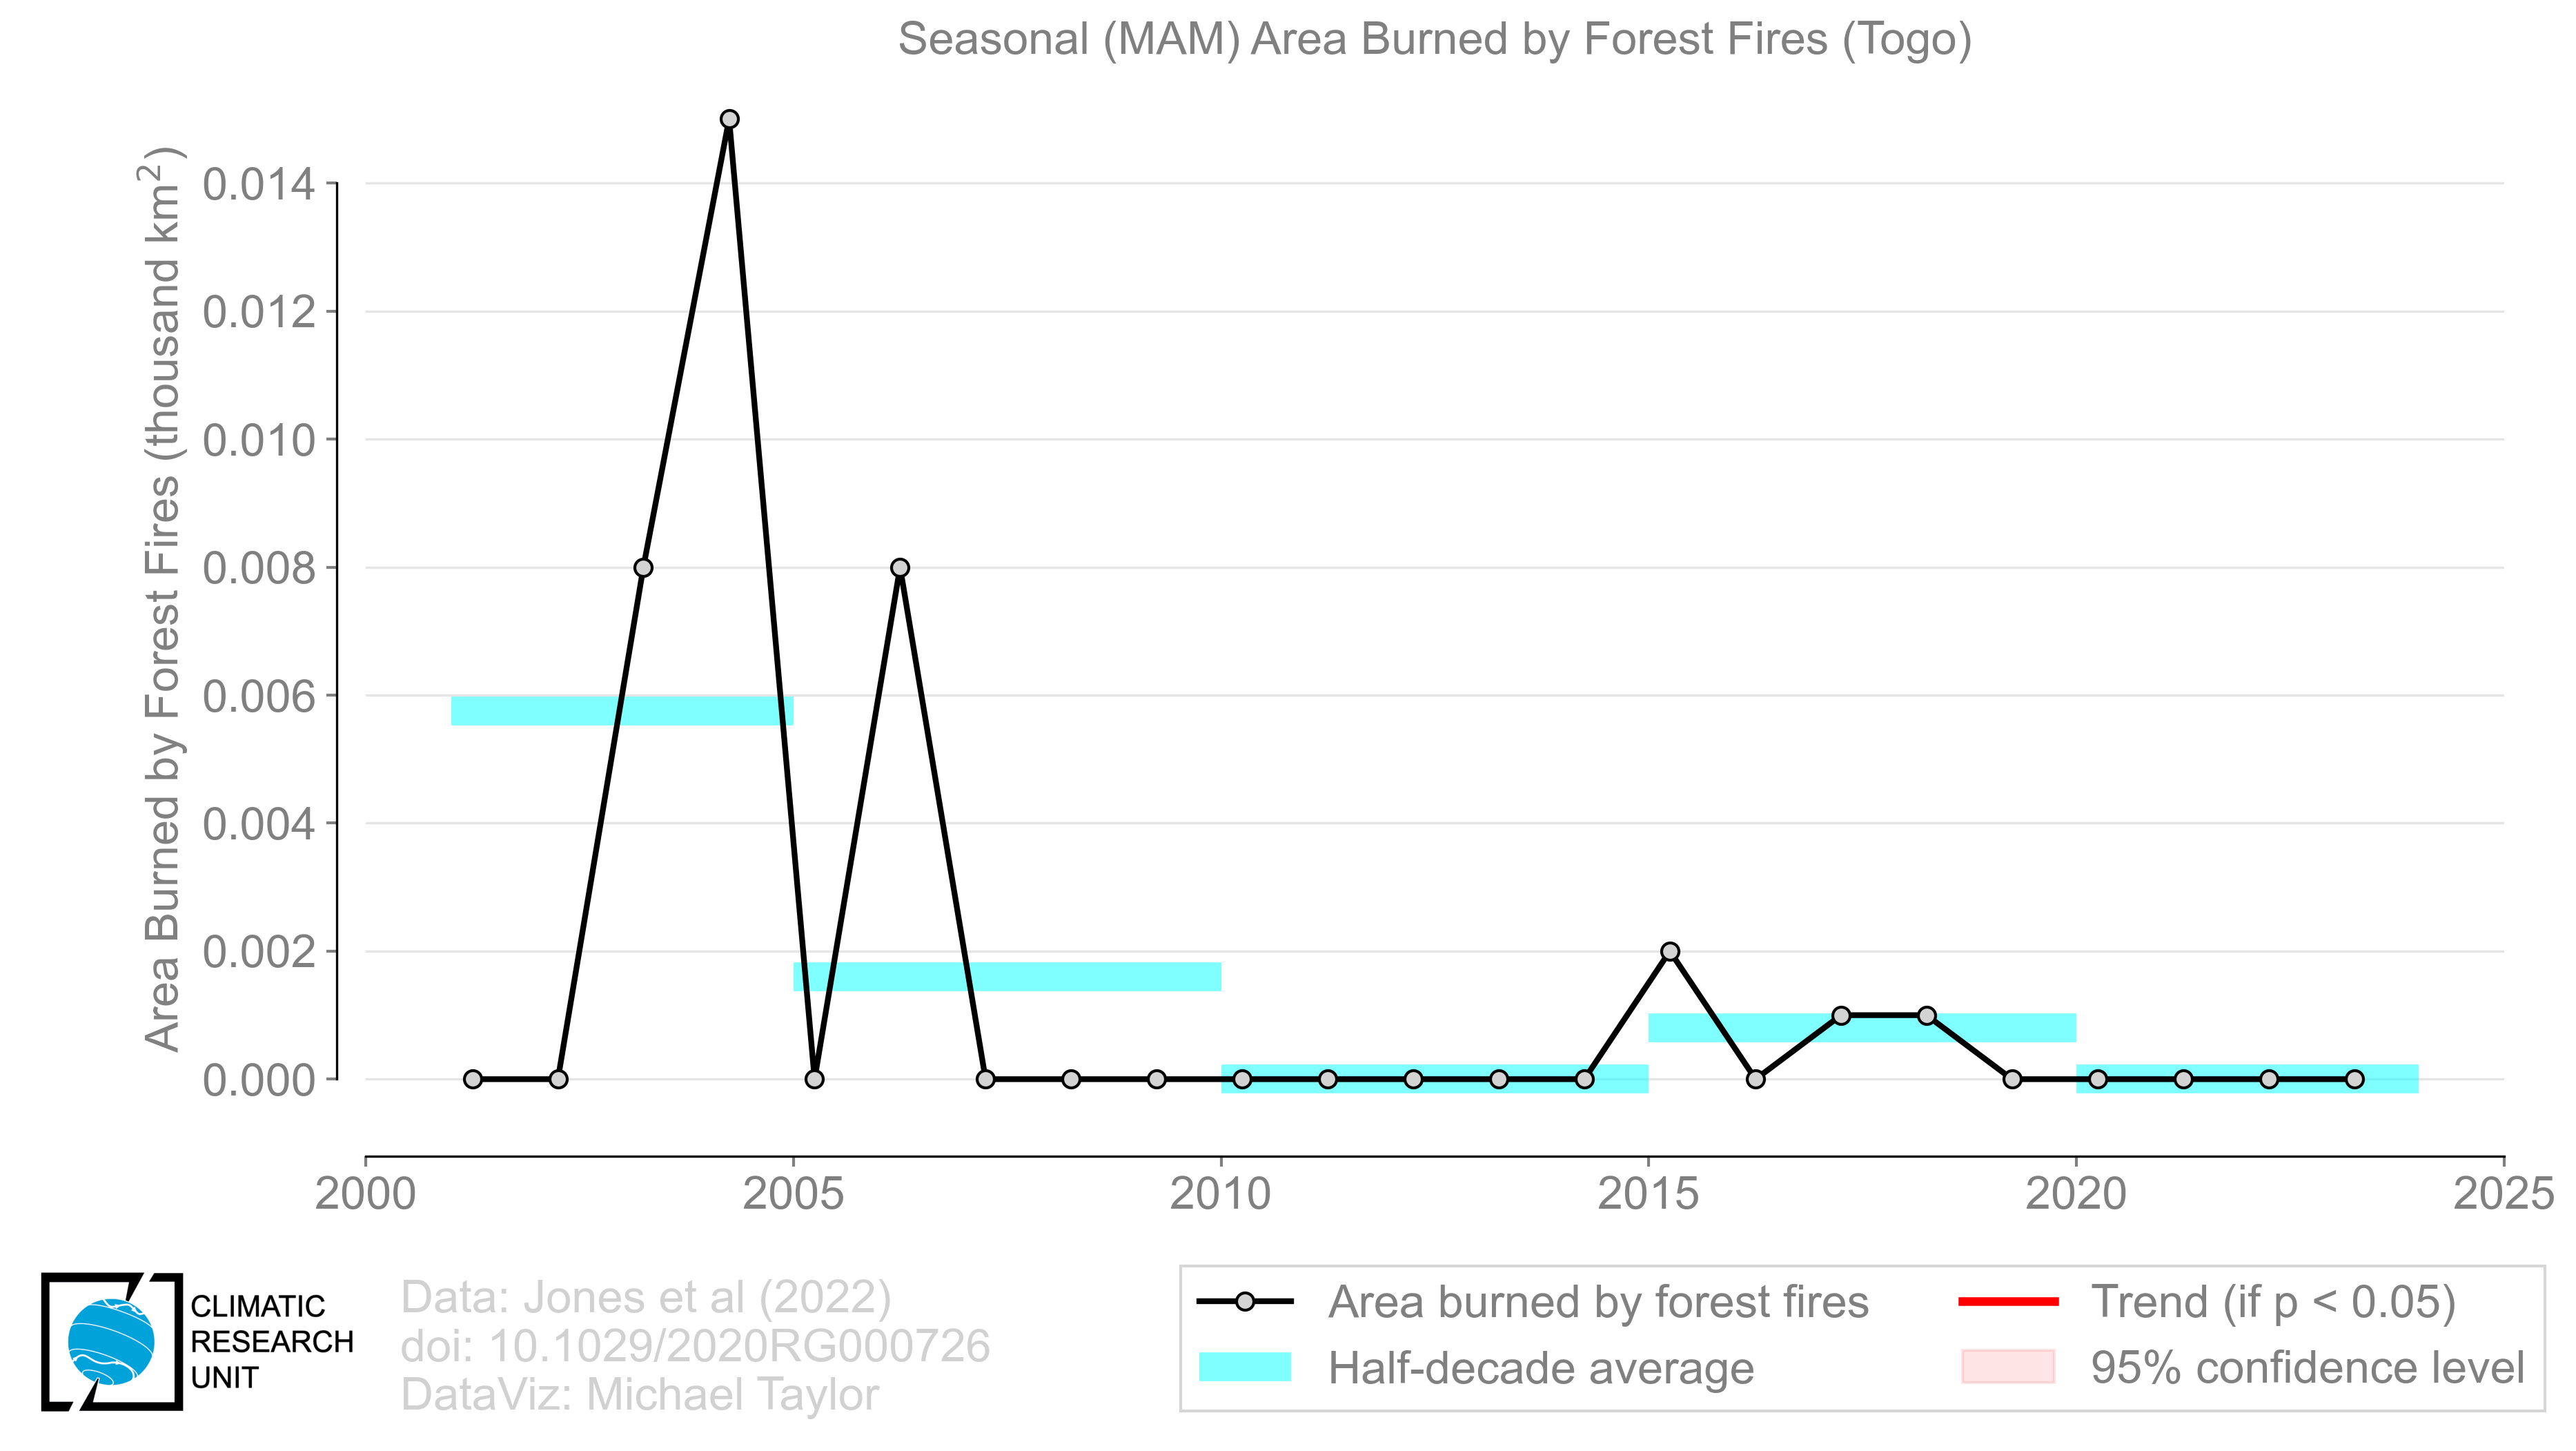 Seasonal (MAM) Area Burned by Forest Fires (Togo)
Area Burned by Forest Fires (thousand km²)
0.014
0.012
0.010
0.008
0.006
0.004
0.002
0.000
2000 2005 2010 2015 2020 2025
CLIMATIC
RESEARCH
UNIT
Data: Jones et al (2022)
doi: 10.1029/2020RG000726
DataViz: Michael Taylor
Area burned by forest fires
Half-decade average
Trend (if p < 0.05)
95% confidence level